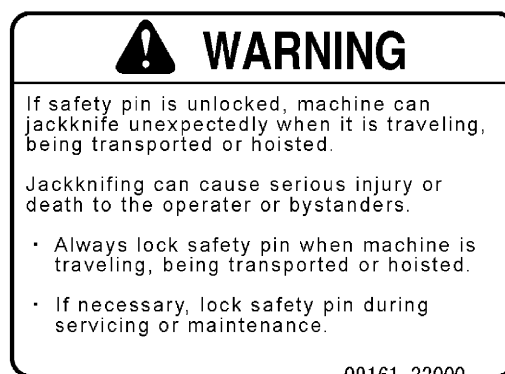 WARNING
If safety pin is unlocked, machine can
jackknife unexpectedly when it is traveling,
being transported or hoisted.
Jackknifing can cause serious injury or
death to the operater or bystanders.
· Always lock safety pin when machine is
traveling, being transported or hoisted.
· If necessary, lock safety pin during
servicing or maintenance.